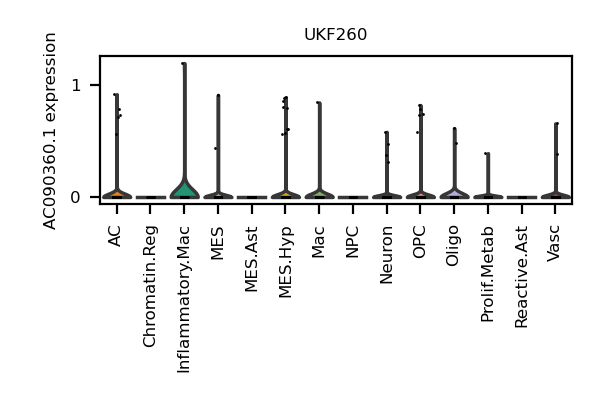 UKF260
AC090360.1 expression
1
0
AC
Chromatin.Reg
Inflammatory.Mac
MES
MES.Ast
MES.Hyp
Mac
NPC
Neuron
OPC
Oligo
Prolif.Metab
Reactive.Ast
Vasc